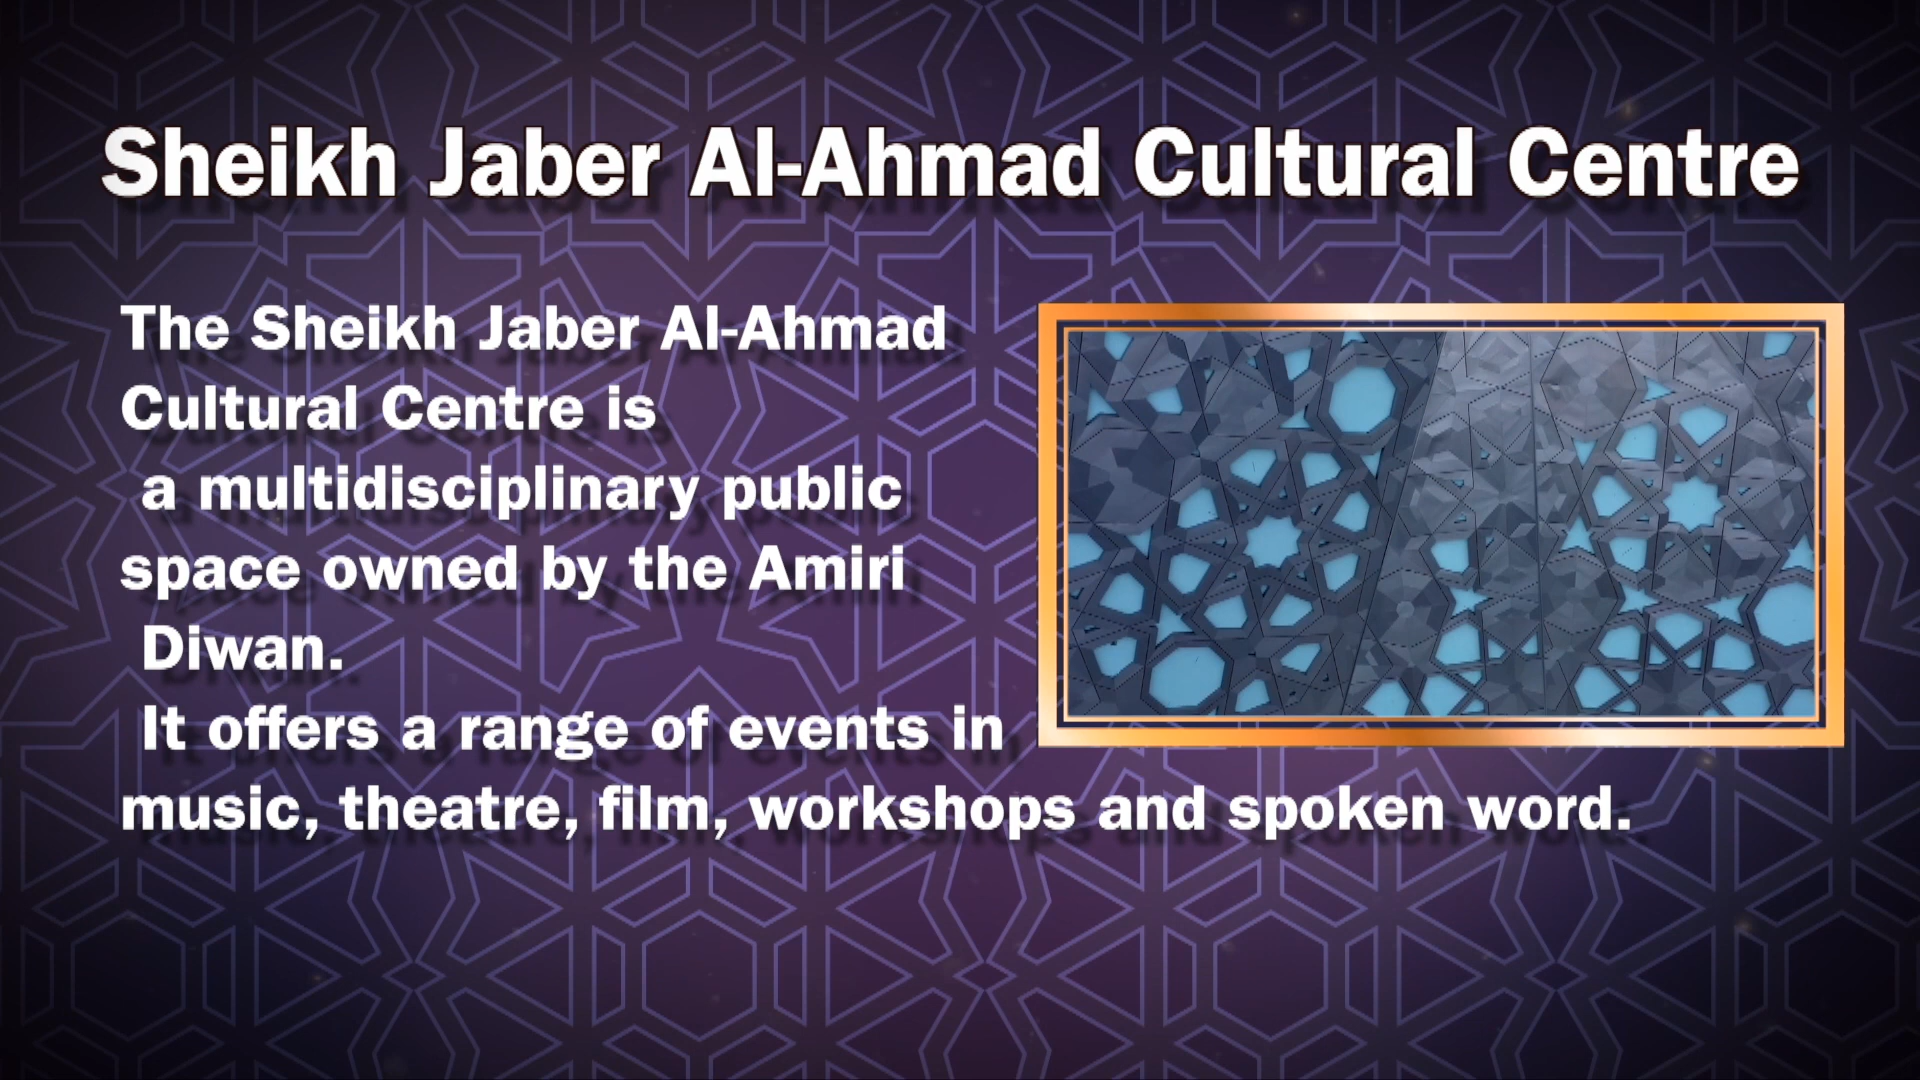 Sheikh Jaber Al-Ahmad Cultural Centre
The Sheikh Jaber Al-Ahmad
Cultural Centre is
a multidisciplinary public
space owned by the Amiri
Diwan.
It offers a range of events in
music, theatre, film, workshops and spoken word.